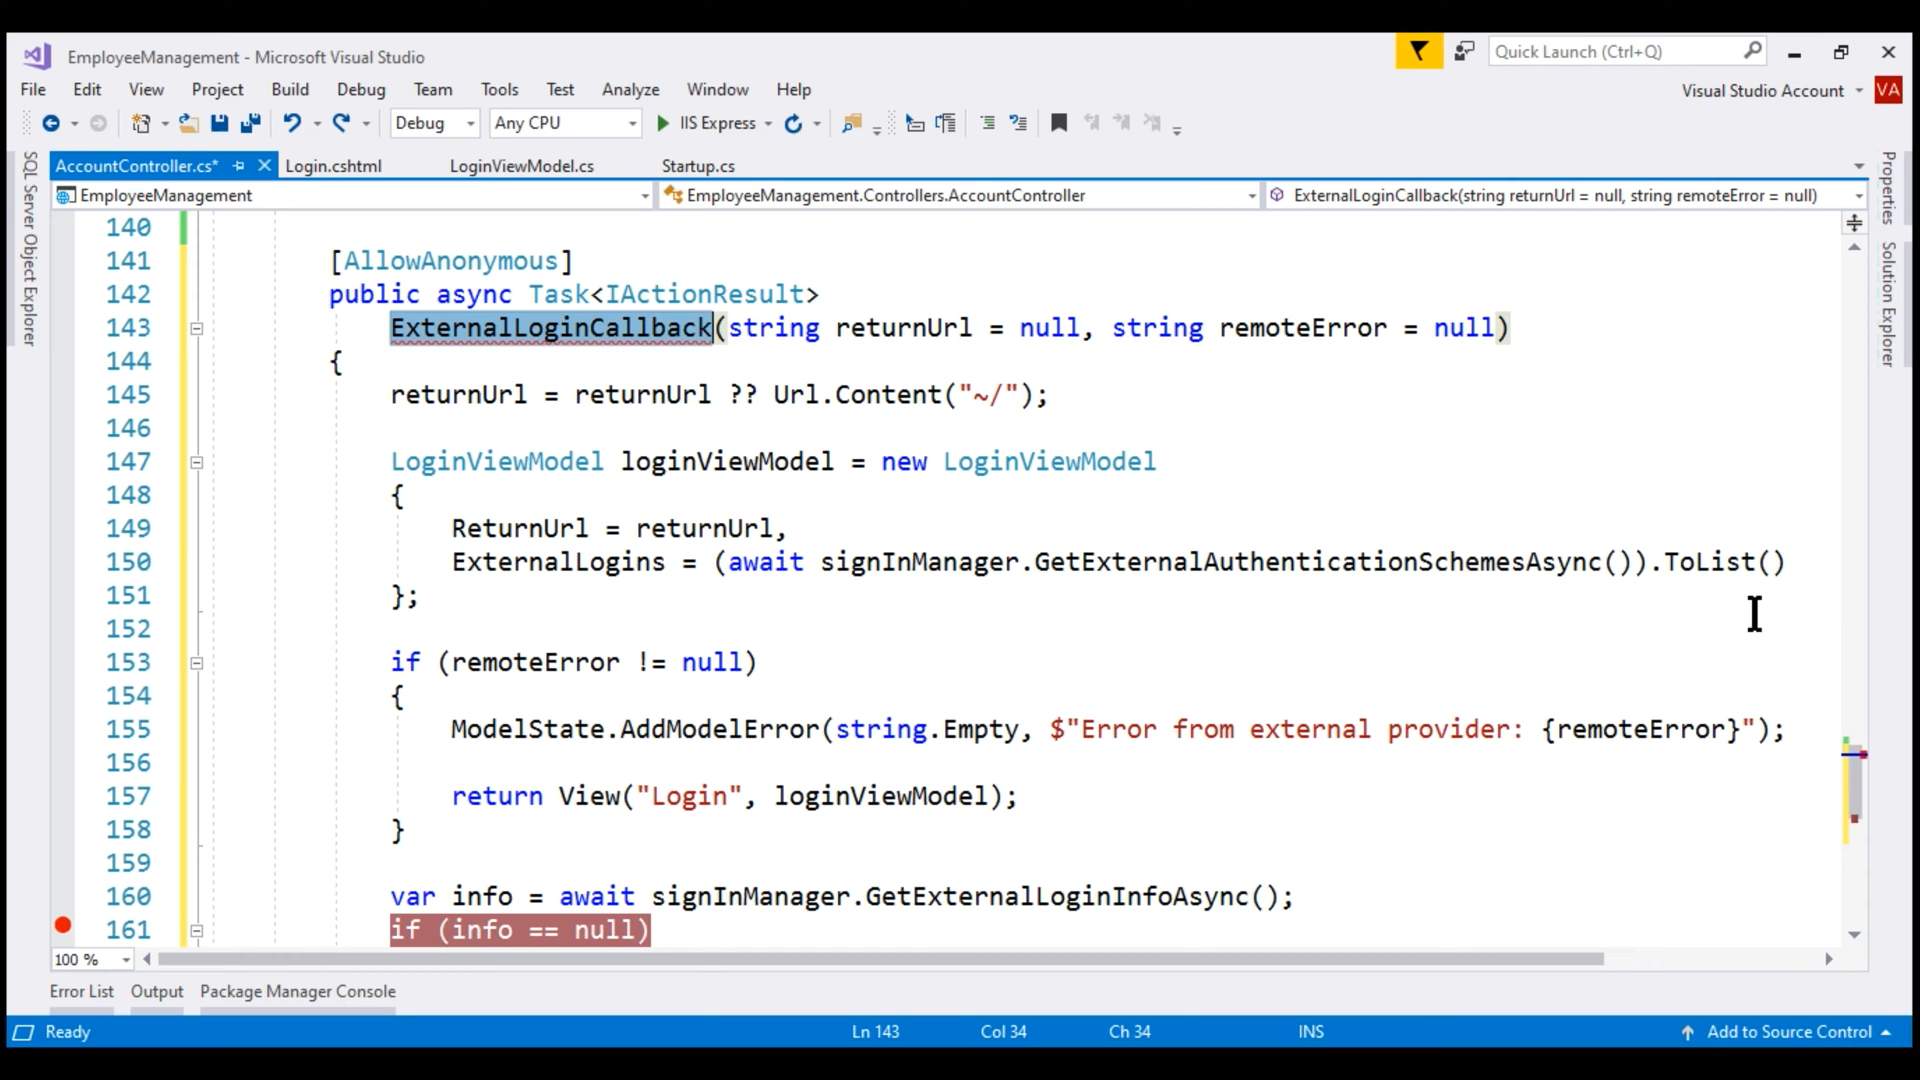 EmployeeManagement - Microsoft Visual Studio
Quick Launch (Ctrl+Q)
File Edit View Project Build Debug Team Tools Test Analyze Window Help
Visual Studio Account VA
Debug Any CPU IIS Express
AccountController.cs* Login.cshtml LoginViewModel.cs Startup.cs
EmployeeManagement EmployeeManagement.Controllers.AccountController ExternalLoginCallback(string returnUrl = null, string remoteError = null)
SQL Server Object Explorer
Properties
Solution Explorer
140
141 [AllowAnonymous]
142 public async Task<IActionResult>
143 ExternalLoginCallback(string returnUrl = null, string remoteError = null)
144 {
145 returnUrl = returnUrl ?? Url.Content("~/");
146
147 LoginViewModel loginViewModel = new LoginViewModel
148 {
149 ReturnUrl = returnUrl,
150 ExternalLogins = (await signInManager.GetExternalAuthenticationSchemesAsync()).ToList()
151 };
152
153 if (remoteError != null)
154 {
155 ModelState.AddModelError(string.Empty, $"Error from external provider: {remoteError}");
156
157 return View("Login", loginViewModel);
158 }
159
160 var info = await signInManager.GetExternalLoginInfoAsync();
161 if (info == null)
100 %
Error List Output Package Manager Console
Ready Ln 143 Col 34 Ch 34 INS Add to Source Control